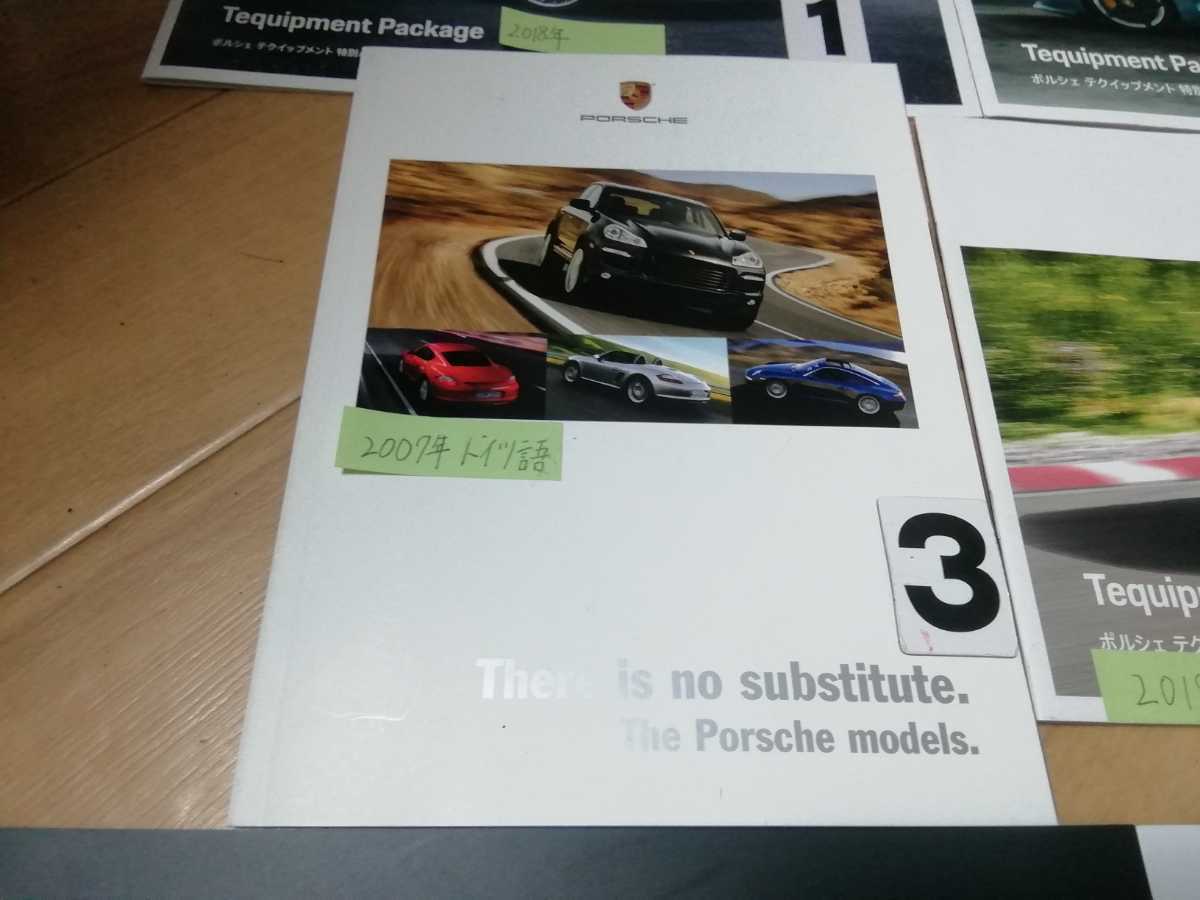 Tequipment Package
2018年
ポルシェ テクイップメント 特別
1
Tequipment Pa
ポルシェ テクイップメント 特別
PORSCHE
2007年 ドイツ語
3
There is no substitute.
The Porsche models.
Tequip
ポルシェ テク
201